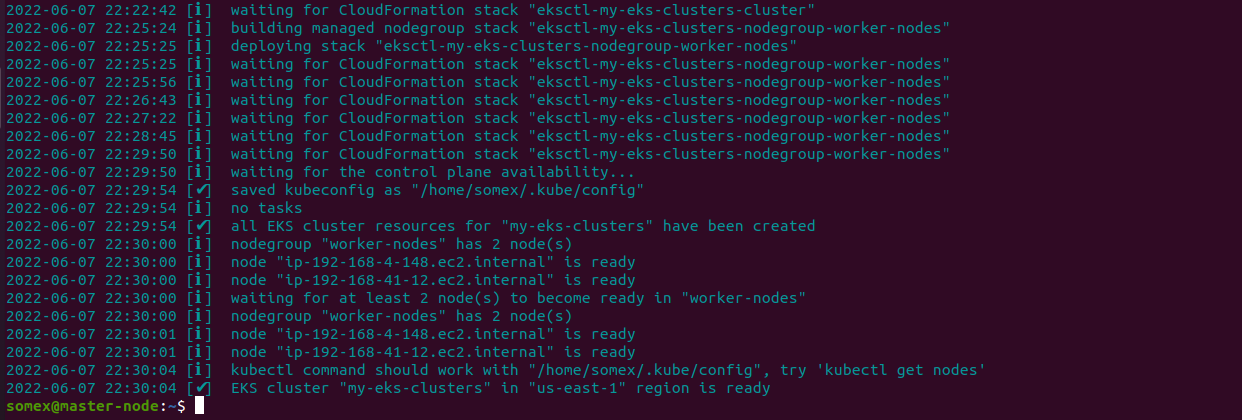 2022-06-07 22:22:42 [ℹ]  waiting for CloudFormation stack "eksctl-my-eks-clusters-cluster"
2022-06-07 22:25:24 [ℹ]  building managed nodegroup stack "eksctl-my-eks-clusters-nodegroup-worker-nodes"
2022-06-07 22:25:25 [ℹ]  deploying stack "eksctl-my-eks-clusters-nodegroup-worker-nodes"
2022-06-07 22:25:25 [ℹ]  waiting for CloudFormation stack "eksctl-my-eks-clusters-nodegroup-worker-nodes"
2022-06-07 22:25:56 [ℹ]  waiting for CloudFormation stack "eksctl-my-eks-clusters-nodegroup-worker-nodes"
2022-06-07 22:26:43 [ℹ]  waiting for CloudFormation stack "eksctl-my-eks-clusters-nodegroup-worker-nodes"
2022-06-07 22:27:22 [ℹ]  waiting for CloudFormation stack "eksctl-my-eks-clusters-nodegroup-worker-nodes"
2022-06-07 22:28:45 [ℹ]  waiting for CloudFormation stack "eksctl-my-eks-clusters-nodegroup-worker-nodes"
2022-06-07 22:29:50 [ℹ]  waiting for CloudFormation stack "eksctl-my-eks-clusters-nodegroup-worker-nodes"
2022-06-07 22:29:50 [ℹ]  waiting for the control plane availability...
2022-06-07 22:29:54 [✔]  saved kubeconfig as "/home/somex/.kube/config"
2022-06-07 22:29:54 [ℹ]  no tasks
2022-06-07 22:29:54 [✔]  all EKS cluster resources for "my-eks-clusters" have been created
2022-06-07 22:30:00 [ℹ]  nodegroup "worker-nodes" has 2 node(s)
2022-06-07 22:30:00 [ℹ]  node "ip-192-168-4-148.ec2.internal" is ready
2022-06-07 22:30:00 [ℹ]  node "ip-192-168-41-12.ec2.internal" is ready
2022-06-07 22:30:00 [ℹ]  waiting for at least 2 node(s) to become ready in "worker-nodes"
2022-06-07 22:30:00 [ℹ]  nodegroup "worker-nodes" has 2 node(s)
2022-06-07 22:30:01 [ℹ]  node "ip-192-168-4-148.ec2.internal" is ready
2022-06-07 22:30:01 [ℹ]  node "ip-192-168-41-12.ec2.internal" is ready
2022-06-07 22:30:04 [ℹ]  kubectl command should work with "/home/somex/.kube/config", try 'kubectl get nodes'
2022-06-07 22:30:04 [✔]  EKS cluster "my-eks-clusters" in "us-east-1" region is ready
somex@master-node:~$